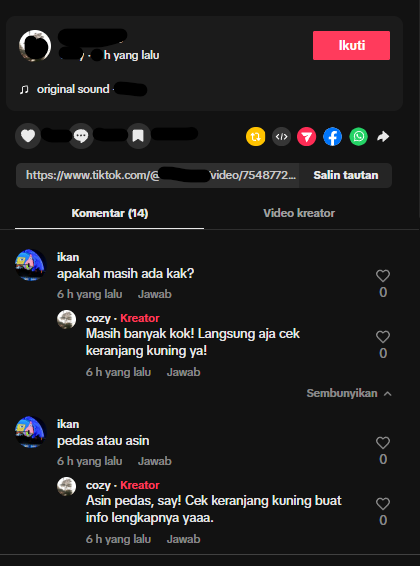 h yang lalu
Ikuti
original sound -
https://www.tiktok.com/@
video/7548772...
Salin tautan
Komentar (14)
Video kreator
ikan
apakah masih ada kak?
6 h yang lalu Jawab
0
cozy · Kreator
Masih banyak kok! Langsung aja cek
keranjang kuning ya!
6 h yang lalu Jawab
0
Sembunyikan
ikan
pedas atau asin
6 h yang lalu Jawab
0
cozy · Kreator
Asin pedas, say! Cek keranjang kuning buat
info lengkapnya yaaa.
6 h yang lalu Jawab
0